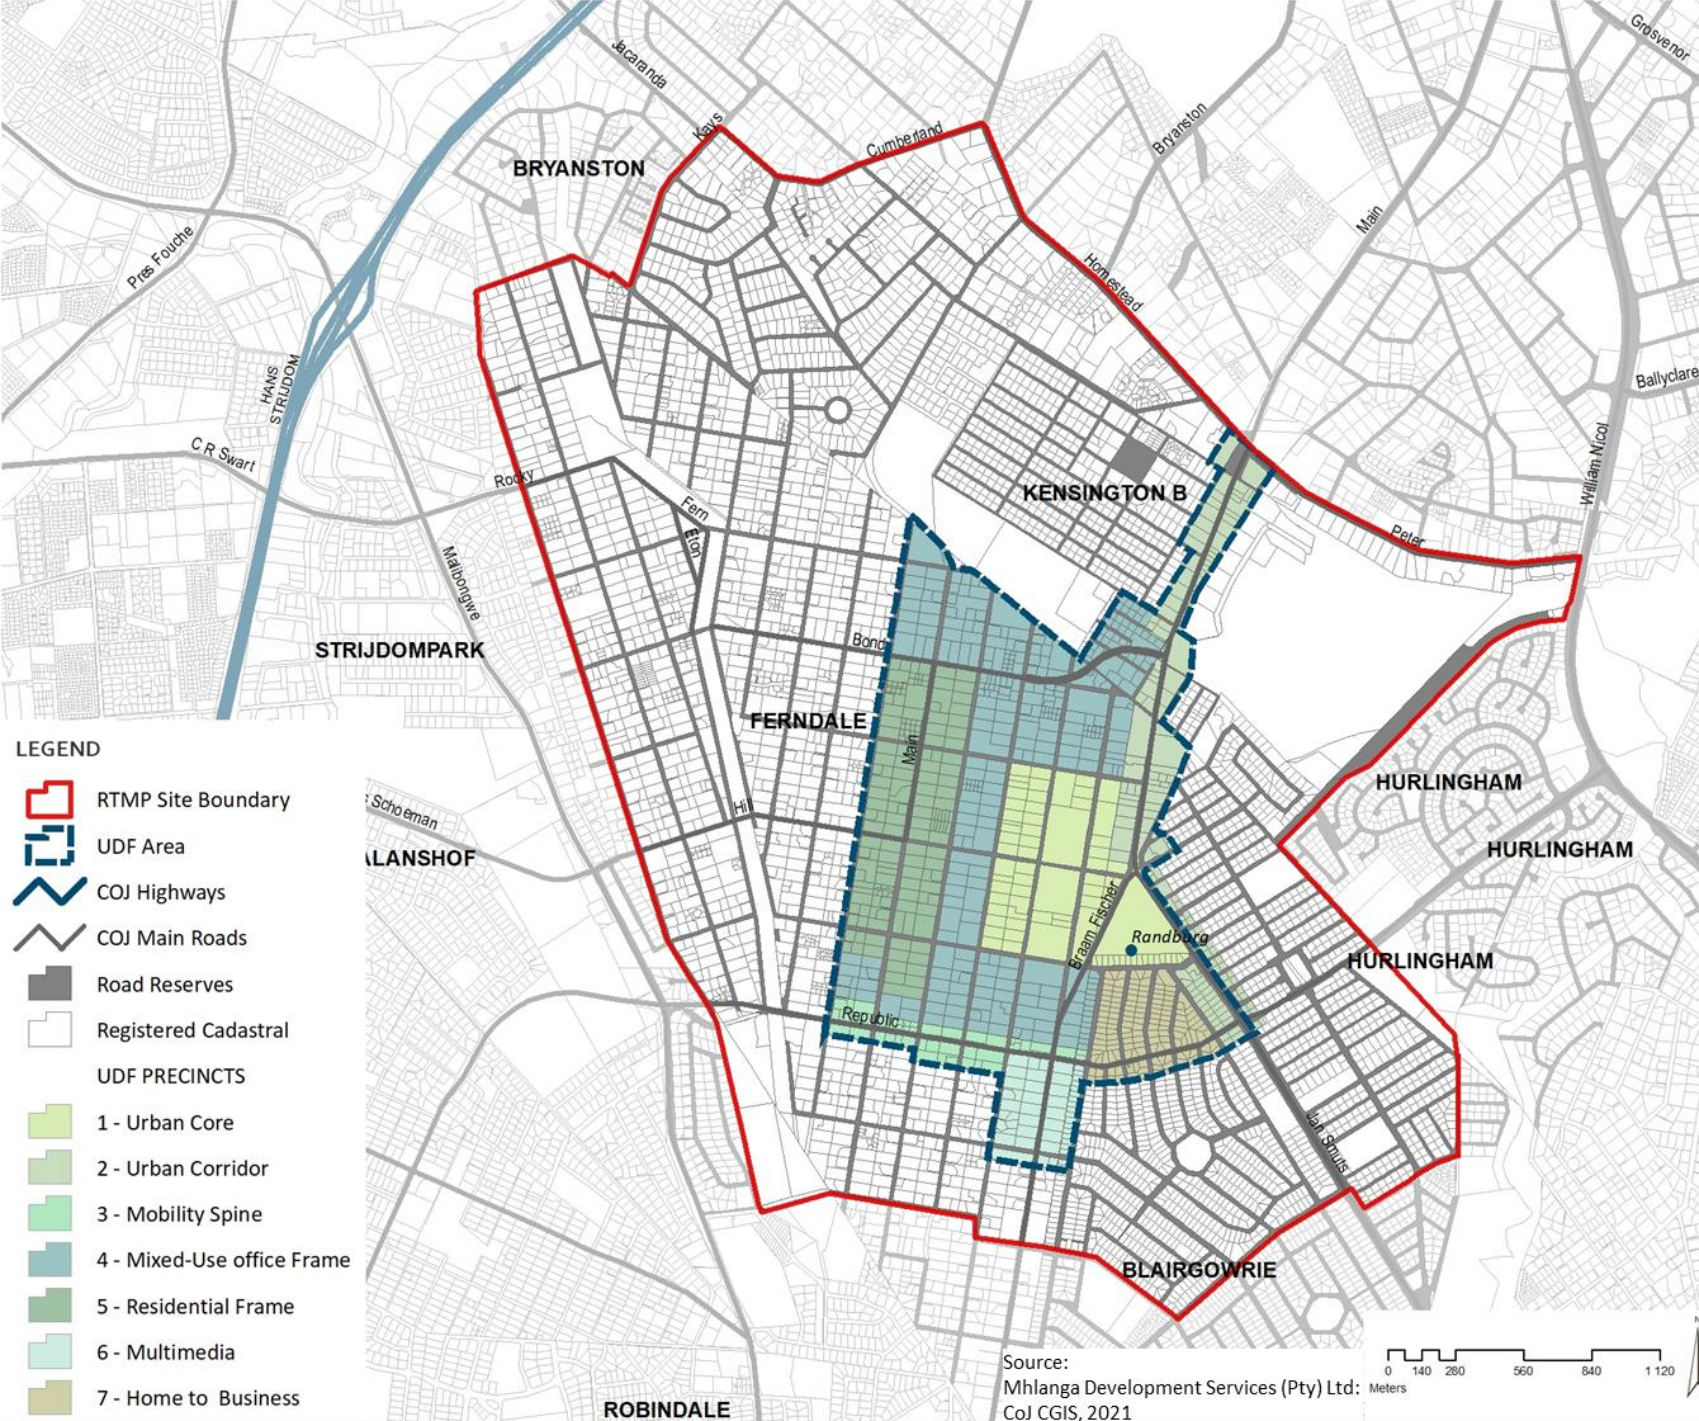 Grosvenor
Jacaranda
Kays
Cumberland
Bryanston
BRYANSTON
Main
Pres Fouche
Homestead
HANS
STRIJDOM
Ballyclare
C R Swart
William Nicol
Rocky
KENSINGTON B
Fern
Eton
Peter
Malibongwe
Bond
STRIJDOMPARK
FERNDALE
Main
HURLINGHAM
Hill
s Schoeman
HURLINGHAM
ALANSHOF
Braam Fischer
Randburg
HURLINGHAM
Republic
Jan Smuts
BLAIRGOWRIE
ROBINDALE
LEGEND
RTMP Site Boundary
UDF Area
COJ Highways
COJ Main Roads
Road Reserves
Registered Cadastral
UDF PRECINCTS
1 - Urban Core
2 - Urban Corridor
3 - Mobility Spine
4 - Mixed-Use office Frame
5 - Residential Frame
6 - Multimedia
7 - Home to Business
Source:
Mhlanga Development Services (Pty) Ltd:
CoJ CGIS, 2021
0 140 280 560 840 1 120
Meters
N